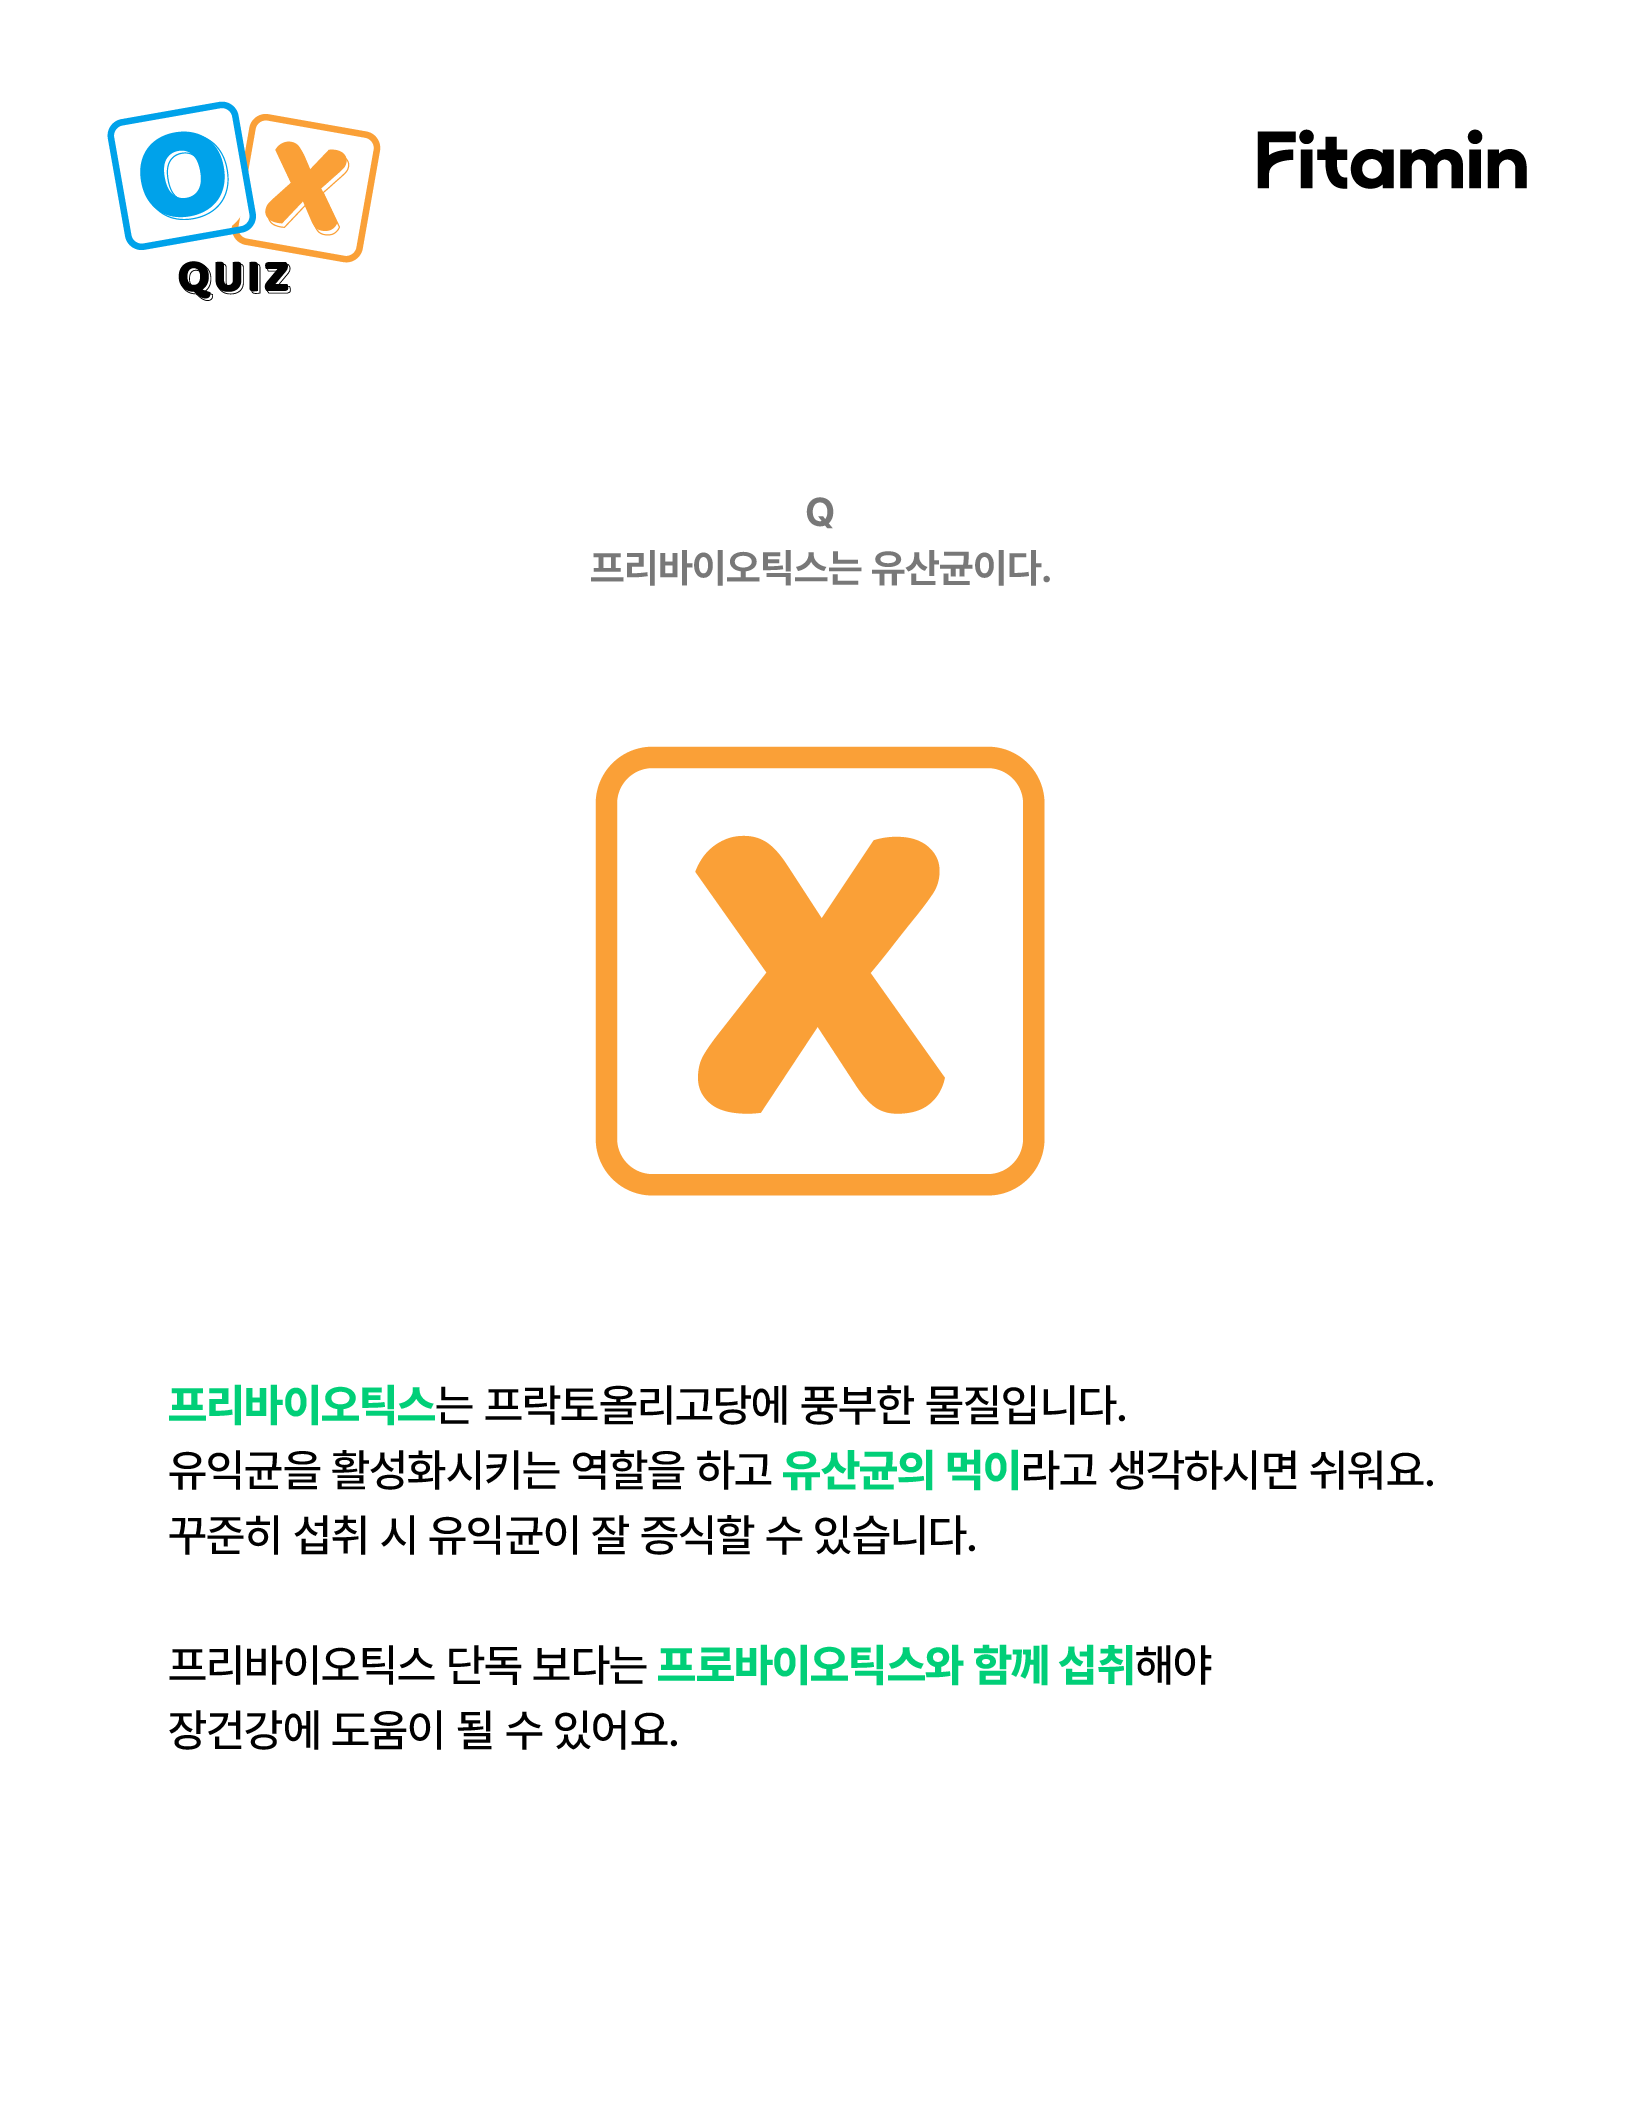 O X
QUIZ
Fitamin
Q
프리바이오틱스는 유산균이다.
X
프리바이오틱스는 프락토올리고당에 풍부한 물질입니다.
유익균을 활성화시키는 역할을 하고 유산균의 먹이라고 생각하시면 쉬워요.
꾸준히 섭취 시 유익균이 잘 증식할 수 있습니다.
프리바이오틱스 단독 보다는 프로바이오틱스와 함께 섭취해야
장건강에 도움이 될 수 있어요.